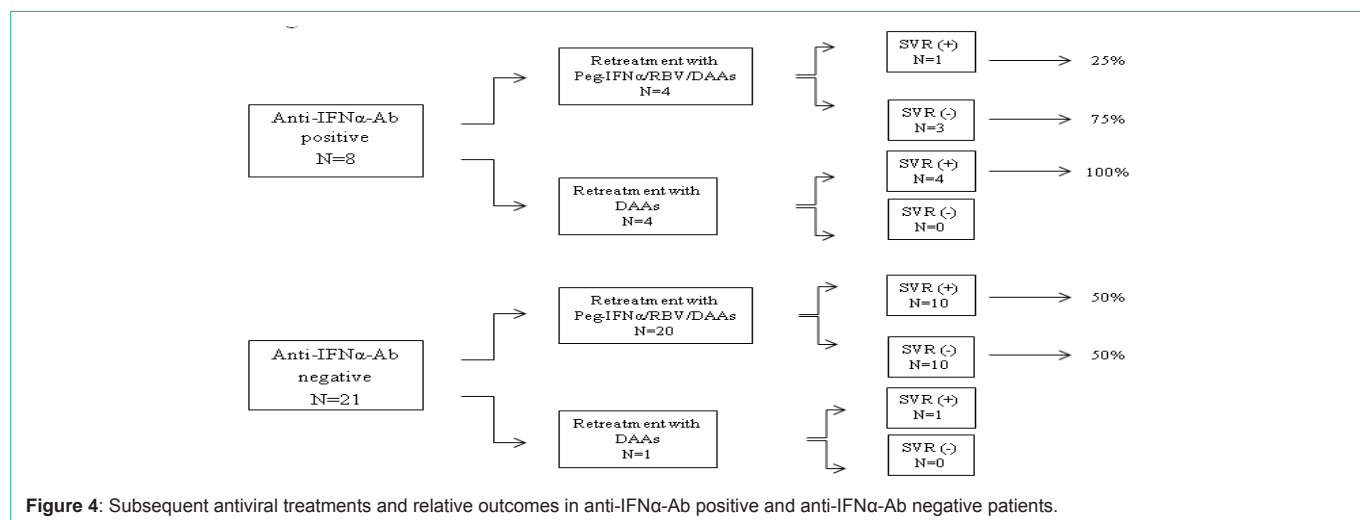 Anti-IFNα-Ab
positive
N=8
Retreatment with
Peg-IFNα/RBV/DAAs
N=4
SVR (+)
N=1
25%
SVR (-)
N=3
75%
Retreatment with
DAAs
N=4
SVR (+)
N=4
100%
SVR (-)
N=0
Anti-IFNα-Ab
negative
N=21
Retreatment with
Peg-IFNα/RBV/DAAs
N=20
SVR (+)
N=10
50%
SVR (-)
N=10
50%
Retreatment with
DAAs
N=1
SVR (+)
N=1
SVR (-)
N=0
Figure 4: Subsequent antiviral treatments and relative outcomes in anti-IFNα-Ab positive and anti-IFNα-Ab negative patients.